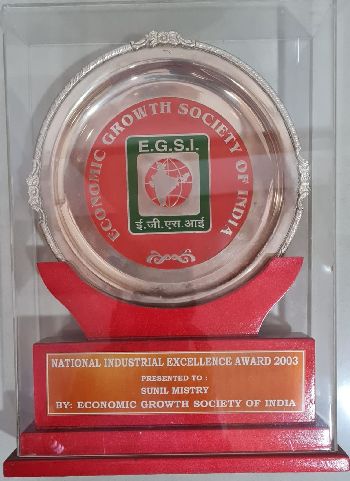 ECONOMIC GROWTH SOCIETY OF INDIA
E.G.S.I.
ई.जी.एस.आई
NATIONAL INDUSTRIAL EXCELLENCE AWARD 2003
PRESENTED TO :
SUNIL MISTRY
BY: ECONOMIC GROWTH SOCIETY OF INDIA